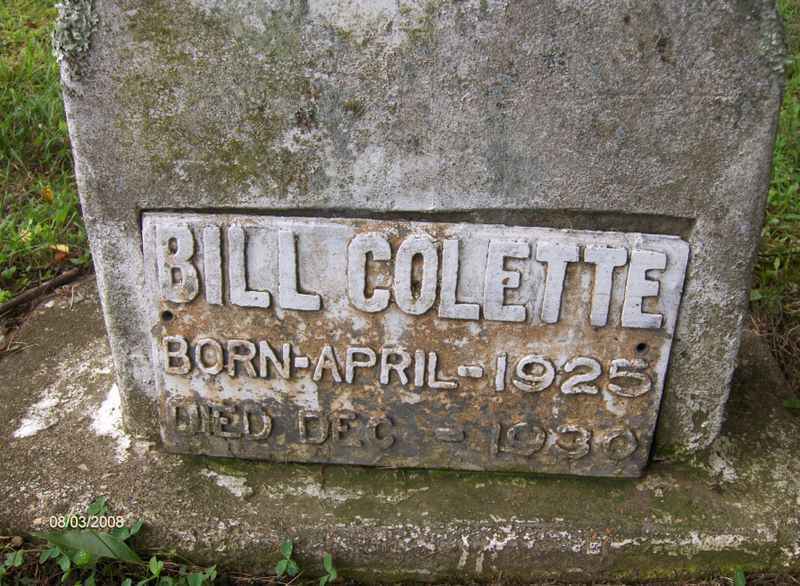 BILL COLETTE
BORN-APRIL-1925
DIED DEC - 1930
08/03/2008